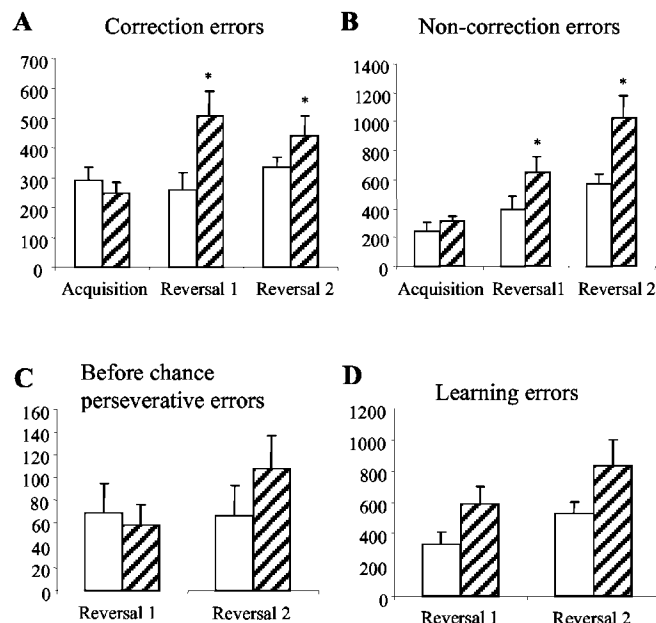 A
Correction errors
700
600
500
400
300
200
100
0
*
*
Acquisition Reversal 1 Reversal 2
B
Non-correction errors
1400
1200
1000
800
600
400
200
0
*
*
Acquisition Reversal1 Reversal 2
C
Before chance
perseverative errors
160
140
120
100
80
60
40
20
0
Reversal 1 Reversal 2
D
Learning errors
1200
1000
800
600
400
200
0
Reversal 1 Reversal 2